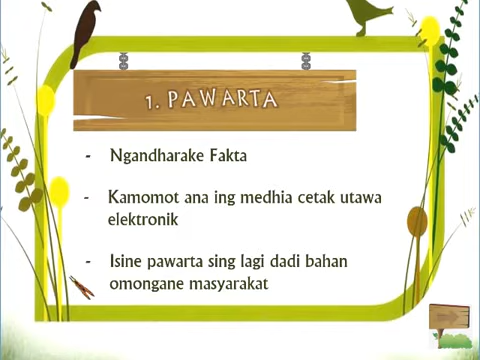 1. PAWARTA
- Ngandharake Fakta
- Kamomot ana ing medhia cetak utawa
elektronik
- Isine pawarta sing lagi dadi bahan
omongane masyarakat